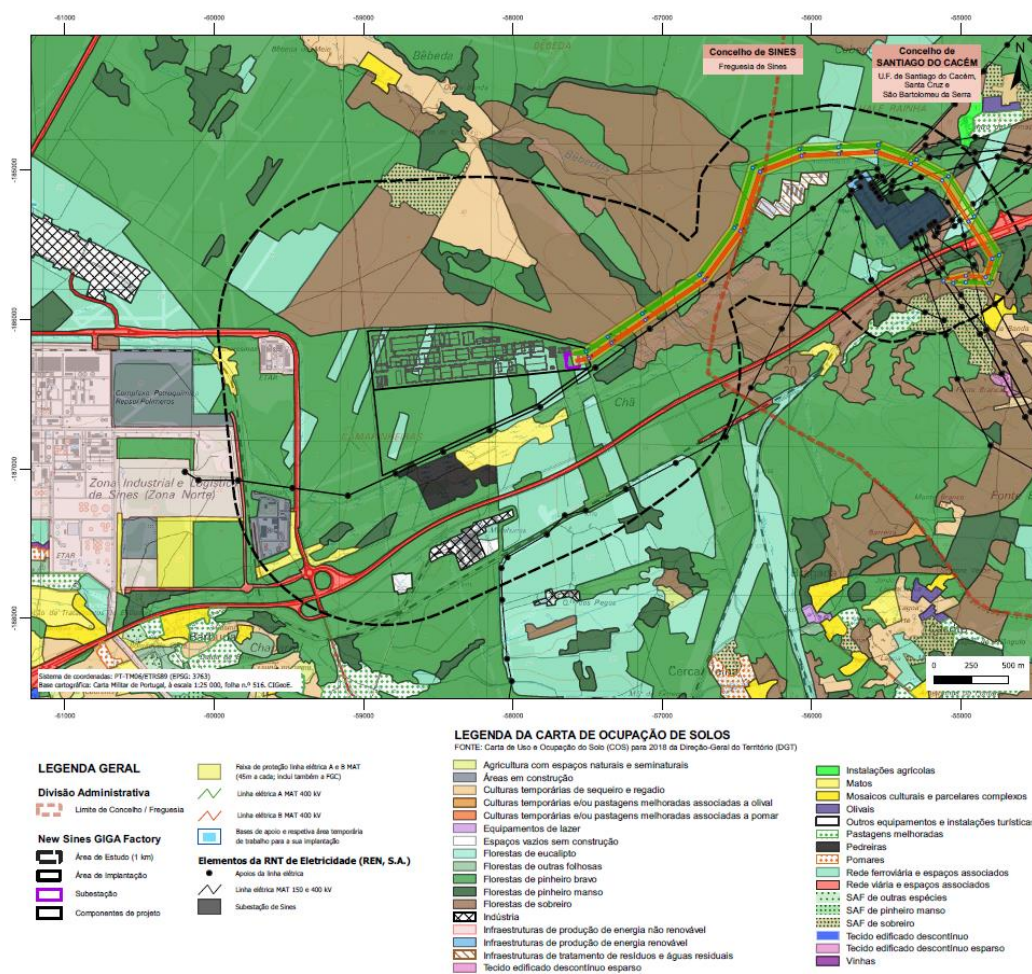 -61000 -60000 -59000 -58000 -57000 -56000 -55000
Concelho de SINES
Freguesia de Sines
Concelho de
SANTIAGO DO CACÉM
U.F. de Santiago do Cacém,
Santa Cruz e
São Bartolomeu da Serra
N
Bêbeda
BÊBEDA
Bêbeda
-185000
-186000
-187000
-188000
ETAR
Complexo Petroquímico
Repsol Polímeros
Chã
Zona Industrial e Logística
de Sines (Zona Norte)
ETAR
Sistema de coordenadas: PT-TM06/ETRS89 (EPSG: 3763)
Base cartográfica: Carta Militar de Portugal, à escala 1:25 000, folha n.º 516. CIGeoE.
0 250 500 m
-61000 -60000 -59000 -58000 -57000 -56000 -55000
LEGENDA GERAL
Divisão Administrativa
Limite de Concelho / Freguesia
New Sines GIGA Factory
Área de Estudo (1 km)
Área de Implantação
Subestação
Componentes de projeto
Faixa de proteção linha elétrica A e B MAT
(45m a cada; inclui também a FGC)
Linha elétrica A MAT 400 kV
Linha elétrica B MAT 400 kV
Bases de apoio e respetiva área temporária
de trabalho para a sua implantação
Elementos da RNT de Eletricidade (REN, S.A.)
Apoios da linha elétrica
Linha elétrica MAT 150 e 400 kV
Subestação de Sines
LEGENDA DA CARTA DE OCUPAÇÃO DE SOLOS
FONTE: Carta de Uso e Ocupação do Solo (COS) para 2018 da Direção-Geral do Território (DGT)
Agricultura com espaços naturais e seminaturais
Áreas em construção
Culturas temporárias de sequeiro e regadio
Culturas temporárias e/ou pastagens melhoradas associadas a olival
Culturas temporárias e/ou pastagens melhoradas associadas a pomar
Equipamentos de lazer
Espaços vazios sem construção
Florestas de eucalipto
Florestas de outras folhosas
Florestas de pinheiro bravo
Florestas de pinheiro manso
Florestas de sobreiro
Indústria
Infraestruturas de produção de energia não renovável
Infraestruturas de produção de energia renovável
Infraestruturas de tratamento de resíduos e águas residuais
Tecido edificado descontínuo esparso
Instalações agrícolas
Matos
Mosaicos culturais e parcelares complexos
Olivais
Outros equipamentos e instalações turísticas
Pastagens melhoradas
Pedreiras
Pomares
Rede ferroviária e espaços associados
Rede viária e espaços associados
SAF de outras espécies
SAF de pinheiro manso
SAF de sobreiro
Tecido edificado descontínuo
Tecido edificado descontínuo esparso
Vinhas